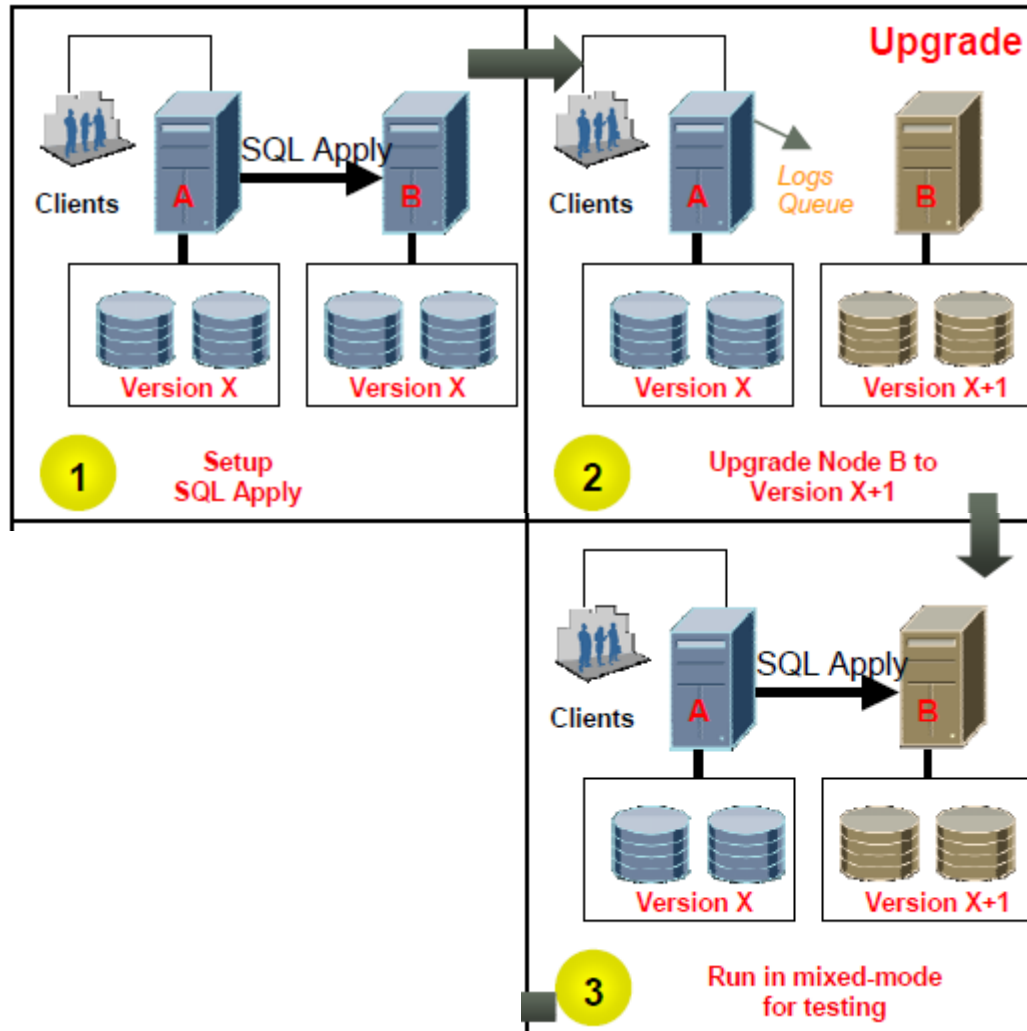 Upgrade
SQL Apply
Clients
A
B
Version X
Version X
1
Setup
SQL Apply
Logs
Queue
Clients
A
B
Version X
Version X+1
2
Upgrade Node B to
Version X+1
SQL Apply
Clients
A
B
Version X
Version X+1
3
Run in mixed-mode
for testing